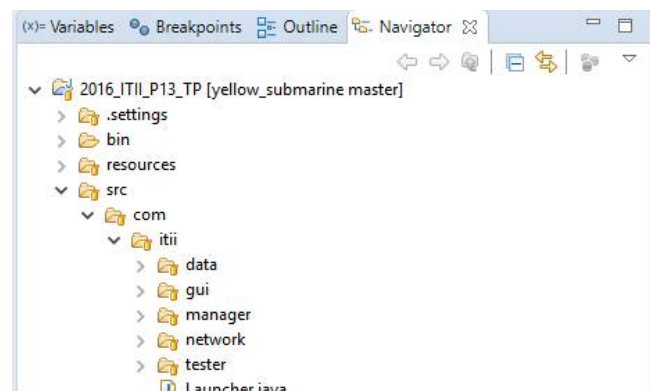 (x)= Variables Breakpoints Outline Navigator
2016_ITII_P13_TP [yellow_submarine master]
.settings
bin
resources
src
com
itii
data
gui
manager
network
tester
Launcher.java